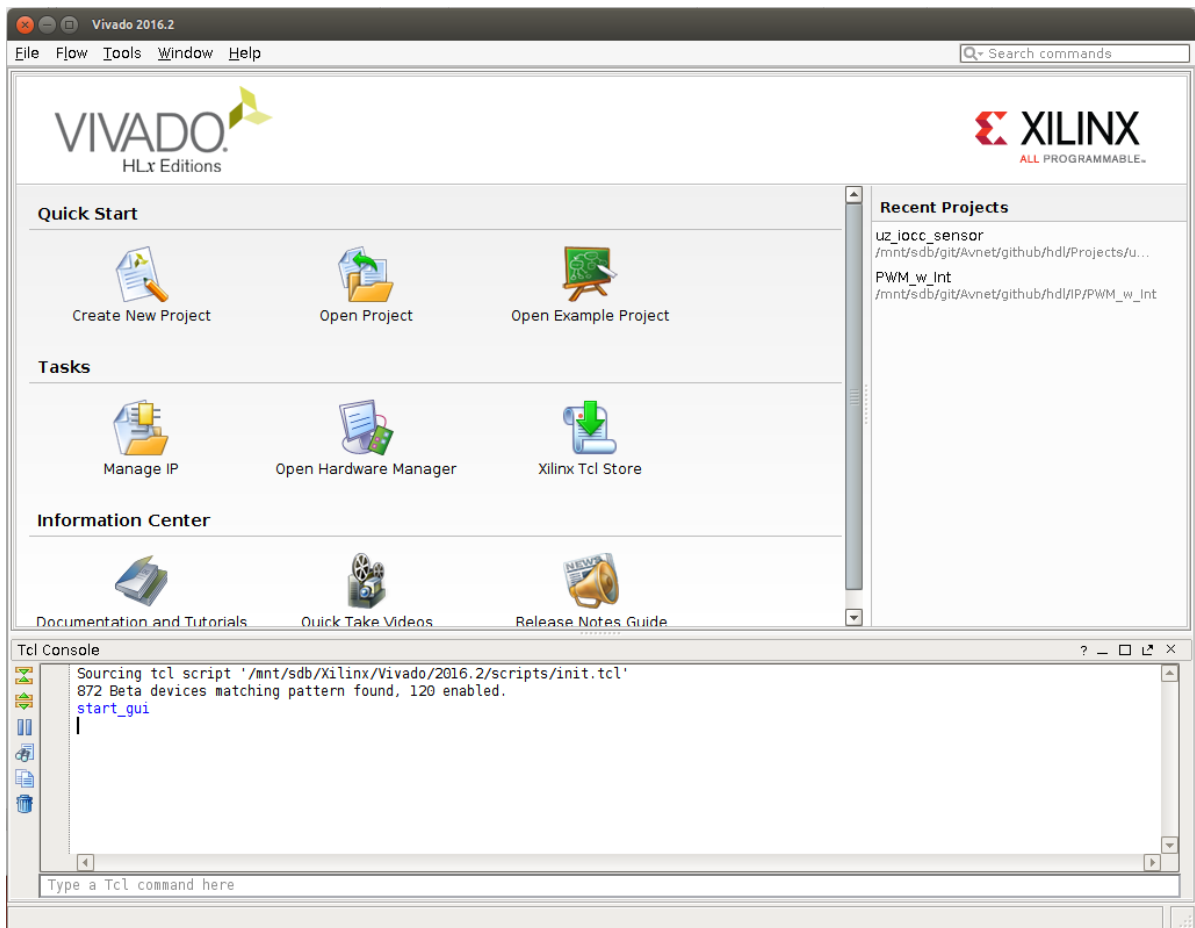 Vivado 2016.2
File Flow Tools Window Help
Search commands
VIVADO.
HLx Editions
XILINX
ALL PROGRAMMABLE™
Quick Start
Create New Project
Open Project
Open Example Project
Tasks
Manage IP
Open Hardware Manager
Xilinx Tcl Store
Information Center
NEWS
Documentation and Tutorials
Quick Take Videos
Release Notes Guide
Recent Projects
uz_iocc_sensor
/mnt/sdb/git/Avnet/github/hdl/Projects/u...
PWM_w_Int
/mnt/sdb/git/Avnet/github/hdl/IP/PWM_w_Int
Tcl Console
Sourcing tcl script '/mnt/sdb/Xilinx/Vivado/2016.2/scripts/init.tcl'
872 Beta devices matching pattern found, 120 enabled.
start_gui
Type a Tcl command here